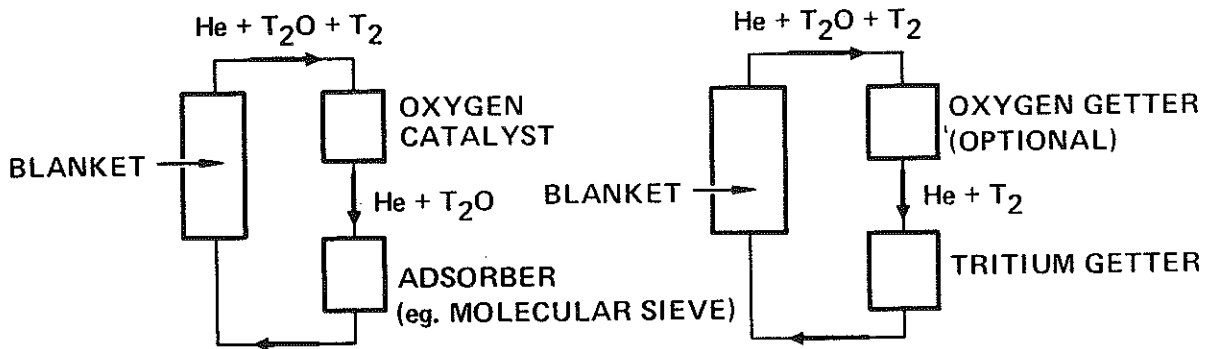 He + T₂O + T₂
OXYGEN
CATALYST
BLANKET
He + T₂O
ADSORBER
(eg. MOLECULAR SIEVE)
He + T₂O + T₂
OXYGEN GETTER
(OPTIONAL)
BLANKET
He + T₂
TRITIUM GETTER